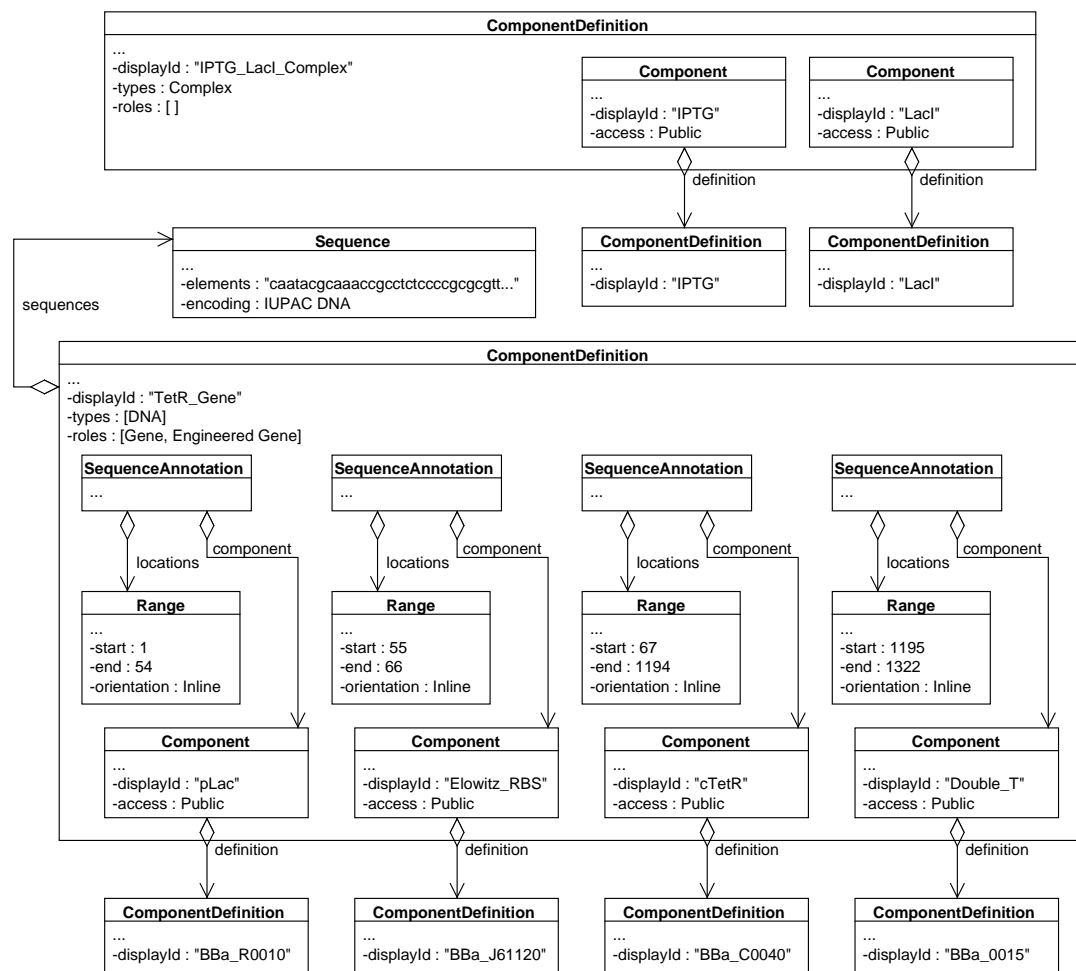 ComponentDefinition
...
-displayId : "IPTG_LacI_Complex"
-types : Complex
-roles : [ ]
Component
...
-displayId : "IPTG"
-access : Public
Component
...
-displayId : "LacI"
-access : Public
definition
definition
Sequence
...
-elements : "caatacgcaaaccgcctctccccgcgcgtt..."
-encoding : IUPAC DNA
ComponentDefinition
...
-displayId : "IPTG"
ComponentDefinition
...
-displayId : "LacI"
sequences
ComponentDefinition
...
-displayId : "TetR_Gene"
-types : [DNA]
-roles : [Gene, Engineered Gene]
SequenceAnnotation
...
SequenceAnnotation
...
SequenceAnnotation
...
SequenceAnnotation
...
component
locations
component
locations
component
locations
component
locations
Range
...
-start : 1
-end : 54
-orientation : Inline
Range
...
-start : 55
-end : 66
-orientation : Inline
Range
...
-start : 67
-end : 1194
-orientation : Inline
Range
...
-start : 1195
-end : 1322
-orientation : Inline
Component
...
-displayId : "pLac"
-access : Public
Component
...
-displayId : "Elowitz_RBS"
-access : Public
Component
...
-displayId : "cTetR"
-access : Public
Component
...
-displayId : "Double_T"
-access : Public
definition
definition
definition
definition
ComponentDefinition
...
-displayId : "BBa_R0010"
ComponentDefinition
...
-displayId : "BBa_J61120"
ComponentDefinition
...
-displayId : "BBa_C0040"
ComponentDefinition
...
-displayId : "BBa_0015"